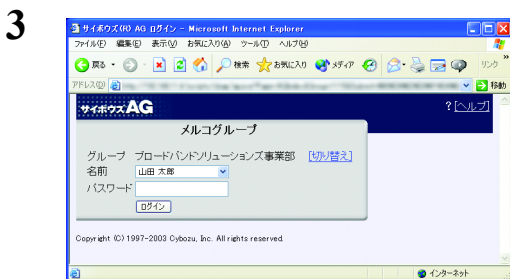 3
サイボウズ(R) AG ログイン - Microsoft Internet Explorer
ファイル(F) 編集(E) 表示(V) お気に入り(A) ツール(T) ヘルプ(H)
戻る 検索 お気に入り メディア リンク
アドレス(D) 移動
サイボウズAG ?[ヘルプ]
メルコグループ
グループ ブロードバンドソリューションズ事業部 [切り替え]
名前 山田 太郎
パスワード
ログイン
Copyright (C) 1997-2003 Cybozu, Inc. All rights reserved.
インターネット